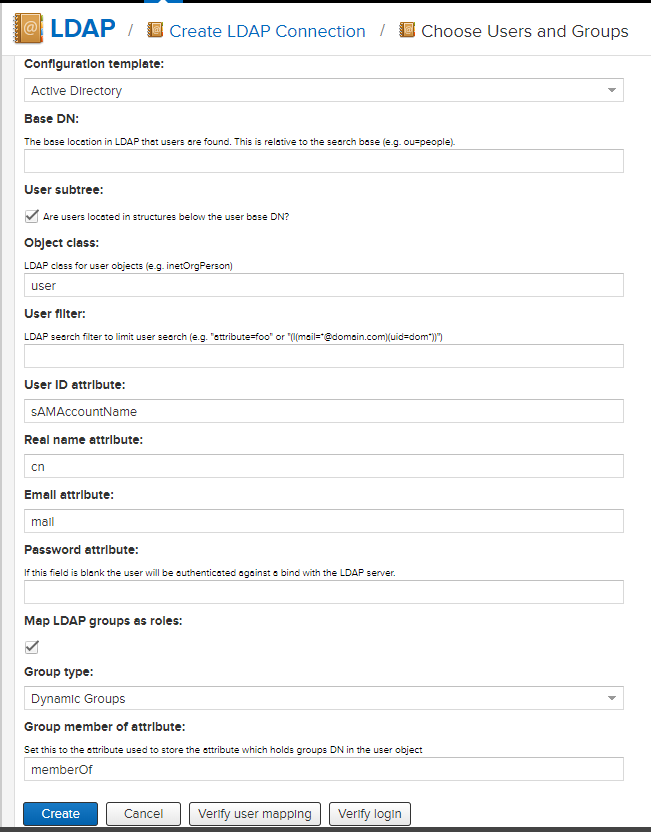 LDAP / Create LDAP Connection / Choose Users and Groups
Configuration template:
Active Directory
Base DN:
The base location in LDAP that users are found. This is relative to the search base (e.g. ou=people).
User subtree:
Are users located in structures below the user base DN?
Object class:
LDAP class for user objects (e.g. inetOrgPerson)
user
User filter:
LDAP search filter to limit user search (e.g. "attribute=foo" or "(|(mail=*@domain.com)(uid=dom*))")
User ID attribute:
sAMAccountName
Real name attribute:
cn
Email attribute:
mail
Password attribute:
If this field is blank the user will be authenticated against a bind with the LDAP server.
Map LDAP groups as roles:
Group type:
Dynamic Groups
Group member of attribute:
Set this to the attribute used to store the attribute which holds groups DN in the user object
memberOf
Create Cancel Verify user mapping Verify login